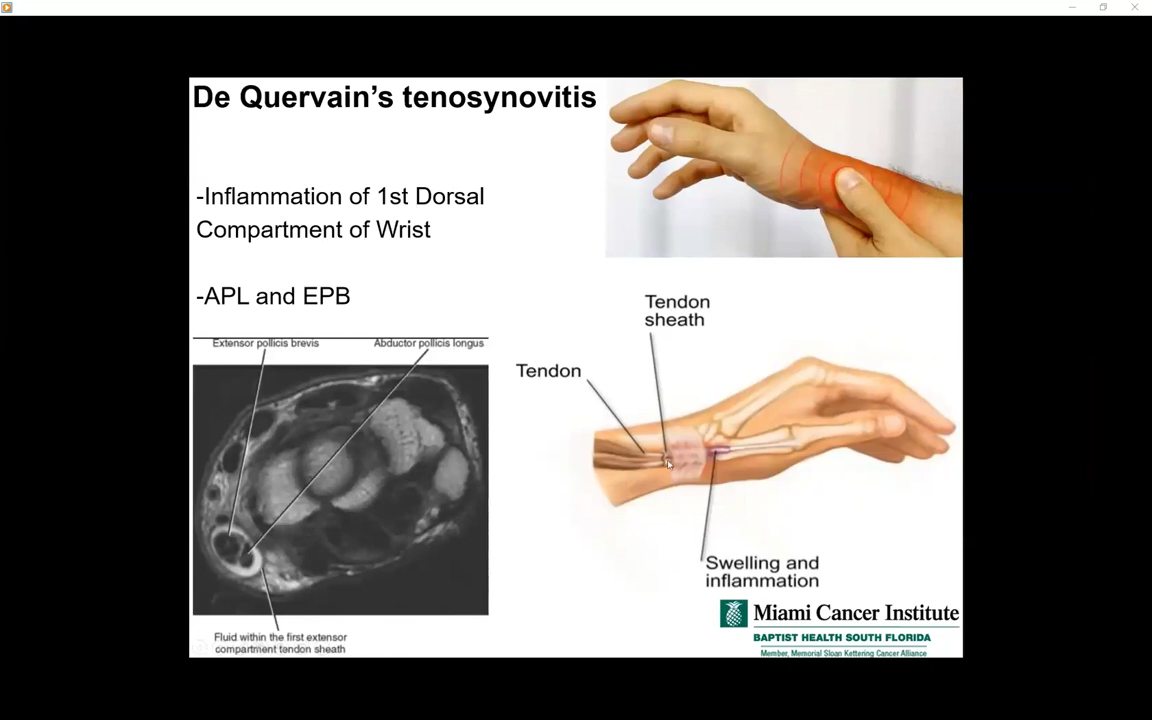 De Quervain's tenosynovitis
-Inflammation of 1st Dorsal
Compartment of Wrist
-APL and EPB
Extensor pollicis brevis
Abductor pollicis longus
Fluid within the first extensor
compartment tendon sheath
Tendon
sheath
Tendon
Swelling and
inflammation
Miami Cancer Institute
BAPTIST HEALTH SOUTH FLORIDA
Member, Memorial Sloan Kettering Cancer Alliance